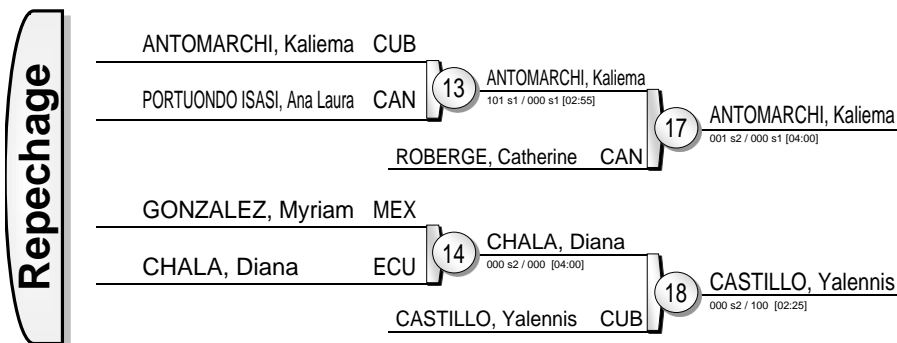 Repechage
ANTOMARCHI, Kaliema CUB
PORTUONDO ISASI, Ana Laura CAN
13
ANTOMARCHI, Kaliema
101 s1 / 000 s1 [02:55]
ROBERGE, Catherine CAN
17
ANTOMARCHI, Kaliema
001 s2 / 000 s1 [04:00]
GONZALEZ, Myriam MEX
CHALA, Diana ECU
14
CHALA, Diana
000 s2 / 000 [04:00]
CASTILLO, Yalennis CUB
18
CASTILLO, Yalennis
000 s2 / 100 [02:25]